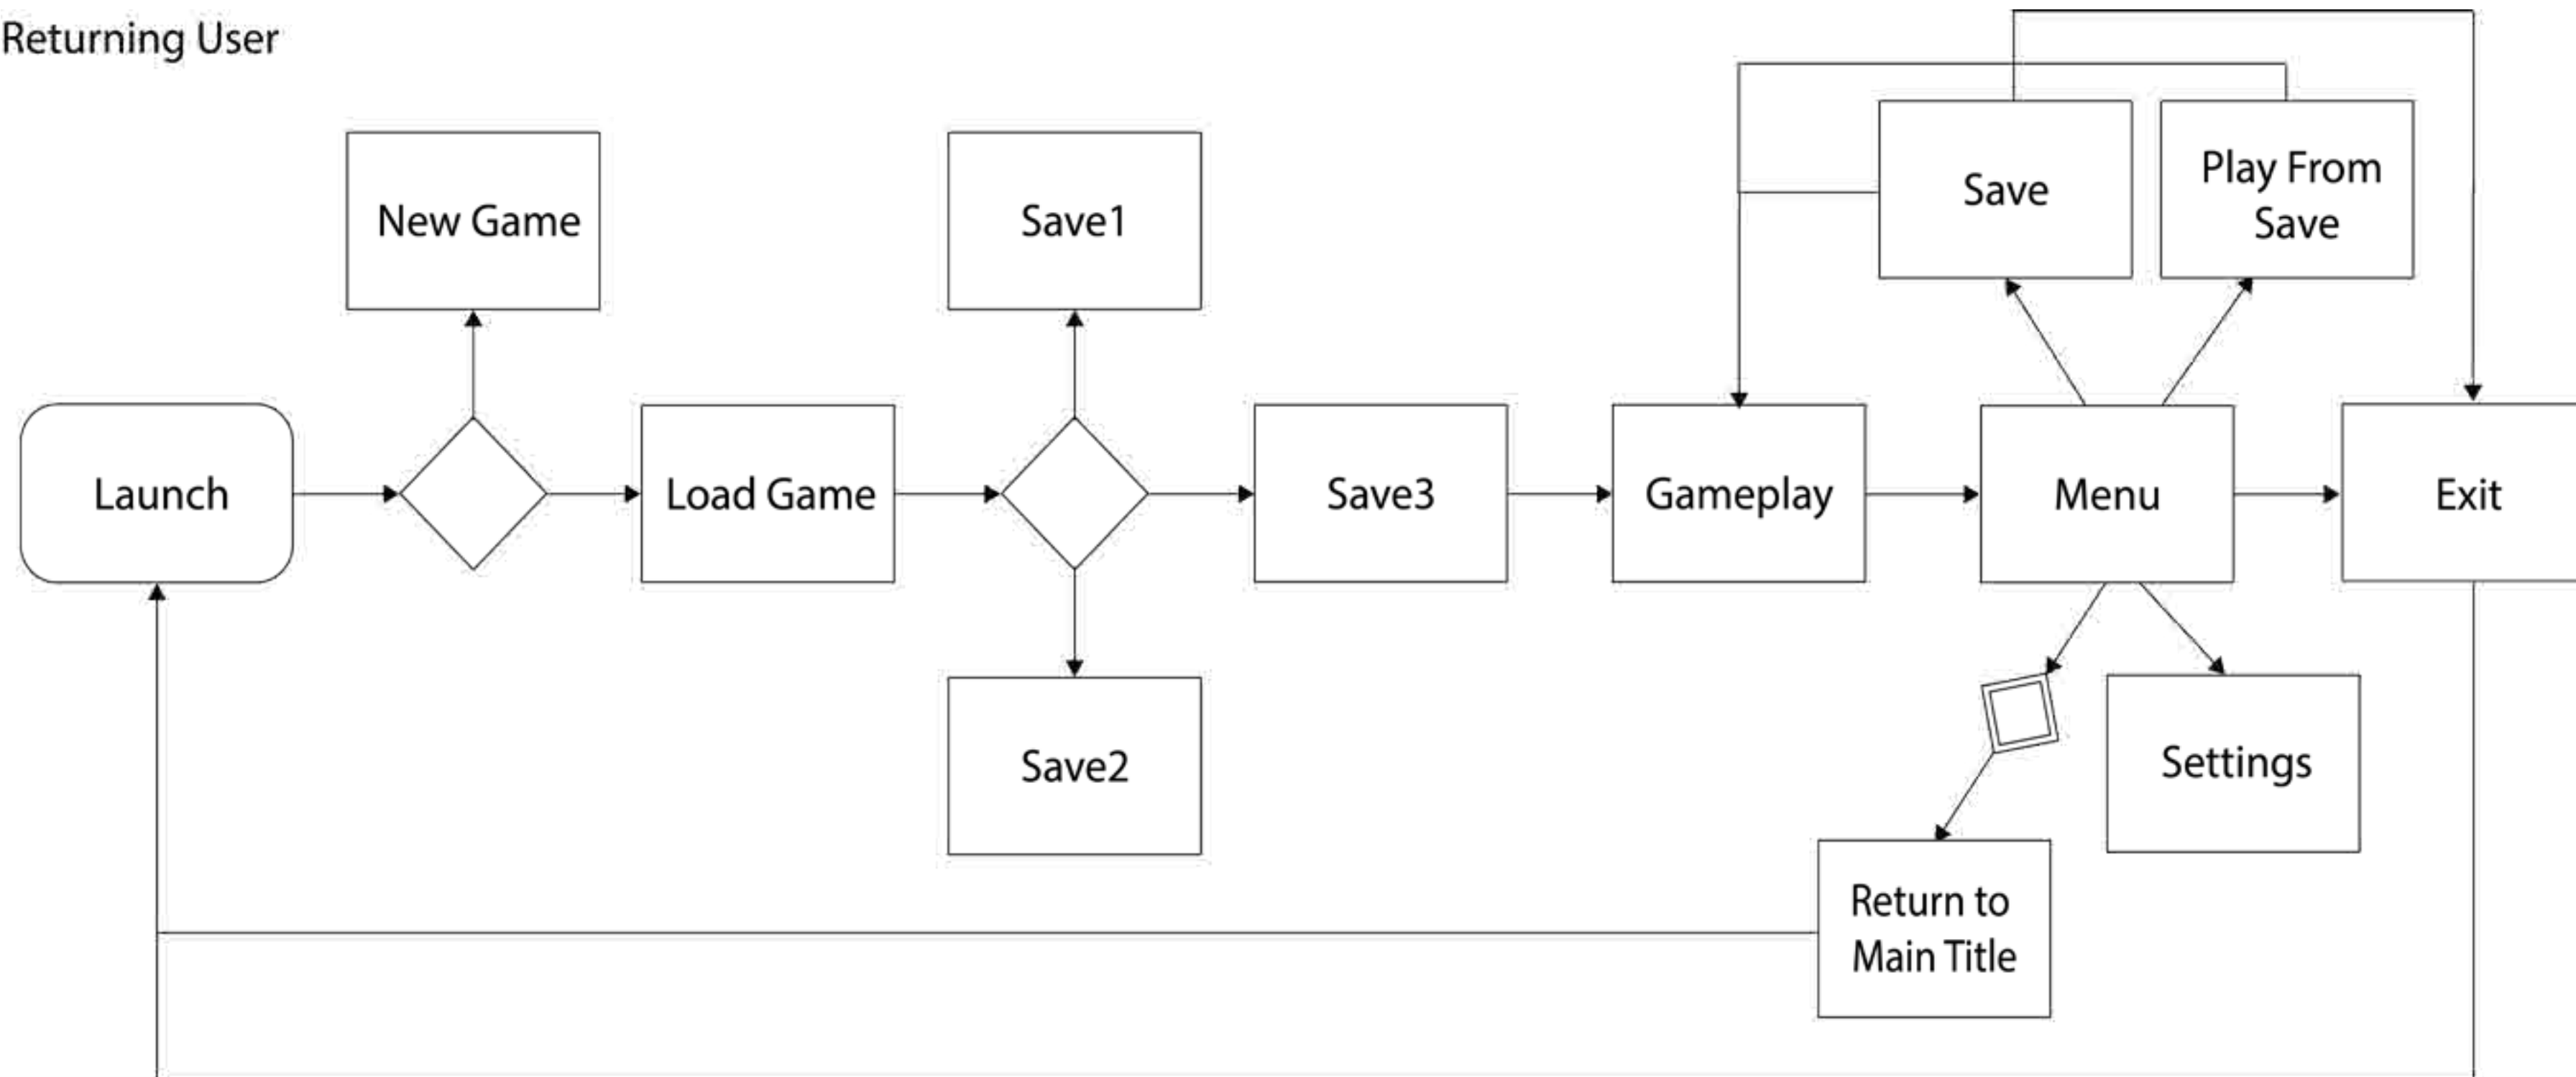 Returning User
New Game
Save1
Save
Play From
Save
Launch
Load Game
Save3
Gameplay
Menu
Exit
Save2
Settings
Return to
Main Title